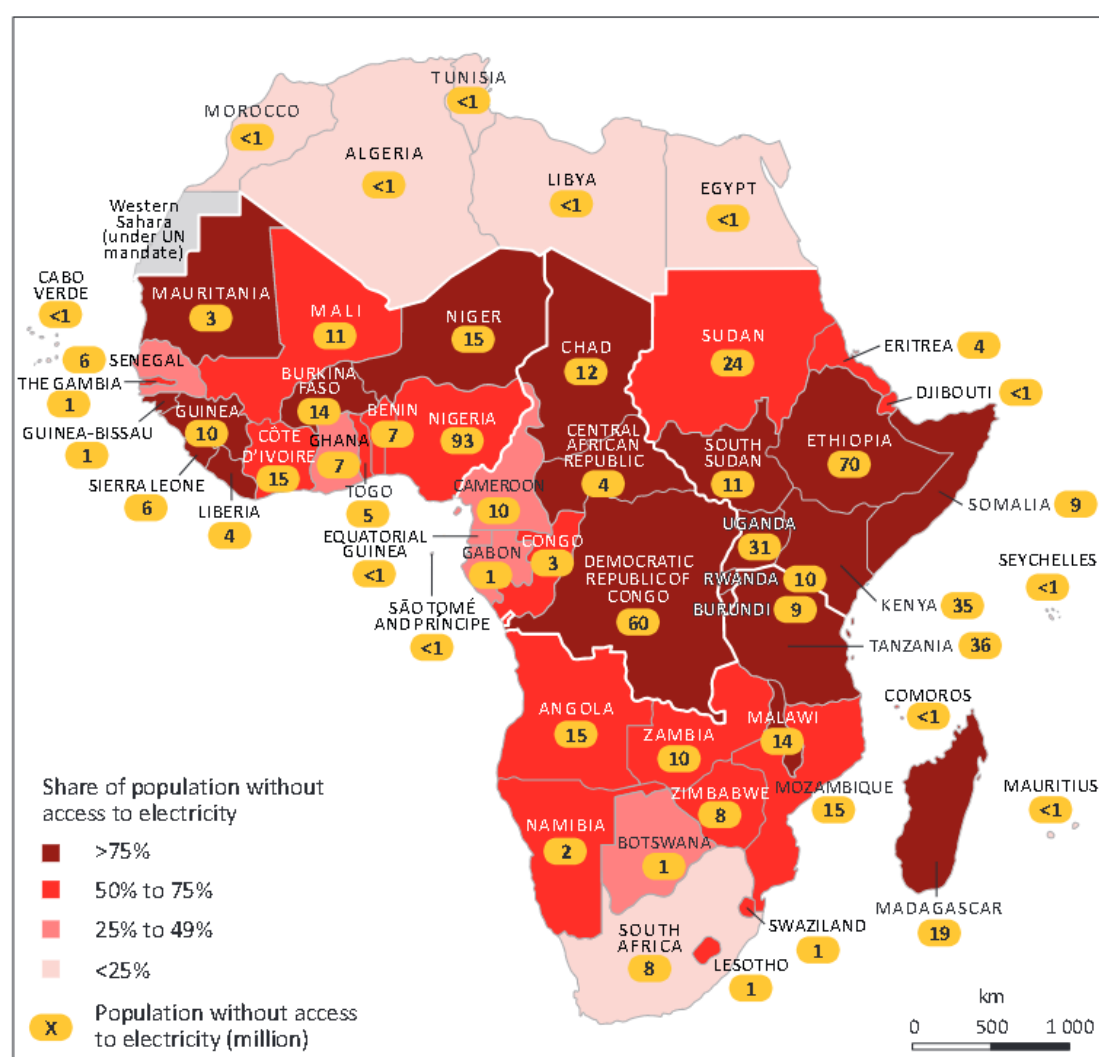 TUNISIA
<1
MOROCCO
<1
ALGERIA
<1
LIBYA
<1
EGYPT
<1
Western
Sahara
(under UN
mandate)
CABO
VERDE
<1
MAURITANIA
3
MALI
11
NIGER
15
CHAD
12
SUDAN
24
ERITREA 4
DJIBOUTI <1
6 SENEGAL
THE GAMBIA
1
GUINEA-BISSAU
1
GUINEA
10
SIERRA LEONE
6
LIBERIA
4
BURKINA
FASO
14
CÔTE
D'IVOIRE
15
GHANA
7
TOGO
5
BENIN
7
NIGERIA
93
CENTRAL
AFRICAN
REPUBLIC
4
SOUTH
SUDAN
11
ETHIOPIA
70
SOMALIA 9
CAMEROON
10
EQUATORIAL
GUINEA
<1
GABON
1
CONGO
3
SÃO TOMÉ
AND PRÍNCIPE
<1
DEMOCRATIC
REPUBLIC OF
CONGO
60
UGANDA
31
RWANDA 10
BURUNDI 9
KENYA 35
SEYCHELLES
<1
TANZANIA 36
COMOROS
<1
ANGOLA
15
ZAMBIA
10
MALAWI
14
MOZAMBIQUE
15
ZIMBABWE
8
MAURITIUS
<1
NAMIBIA
2
BOTSWANA
1
MADAGASCAR
19
SOUTH
AFRICA
8
SWAZILAND
1
LESOTHO
1
Share of population without
access to electricity
>75%
50% to 75%
25% to 49%
<25%
X Population without access
to electricity (million)
km
0 500 1 000